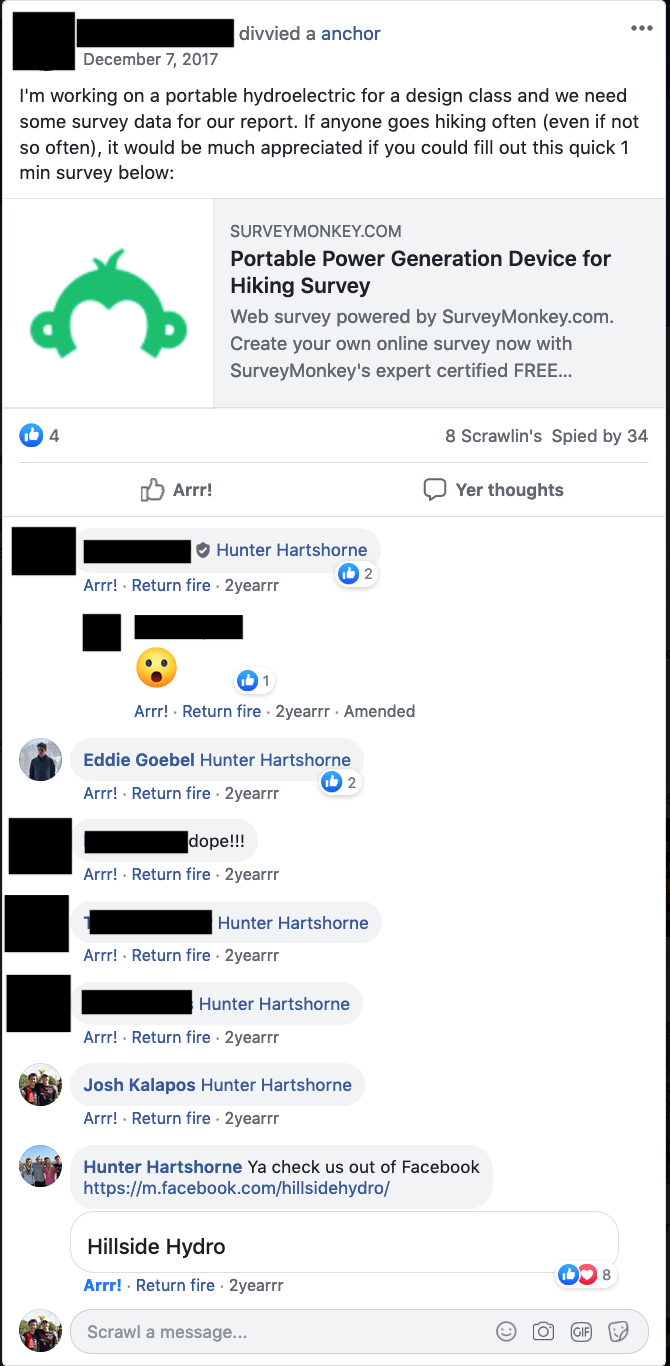 divvied a anchor
December 7, 2017
I'm working on a portable hydroelectric for a design class and we need
some survey data for our report. If anyone goes hiking often (even if not
so often), it would be much appreciated if you could fill out this quick 1
min survey below:
SURVEYMONKEY.COM
Portable Power Generation Device for
Hiking Survey
Web survey powered by SurveyMonkey.com.
Create your own online survey now with
SurveyMonkey's expert certified FREE...
4
8 Scrawlin's Spied by 34
Arrr!
Yer thoughts
Hunter Hartshorne
2
Arrr! · Return fire · 2yearrr
1
Arrr! · Return fire · 2yearrr · Amended
Eddie Goebel Hunter Hartshorne
2
Arrr! · Return fire · 2yearrr
dope!!!
Arrr! · Return fire · 2yearrr
Hunter Hartshorne
Arrr! · Return fire · 2yearrr
Hunter Hartshorne
Arrr! · Return fire · 2yearrr
Josh Kalapos Hunter Hartshorne
Arrr! · Return fire · 2yearrr
Hunter Hartshorne Ya check us out of Facebook
https://m.facebook.com/hillsidehydro/
Hillside Hydro
8
Arrr! · Return fire · 2yearrr
Scrawl a message...
GIF